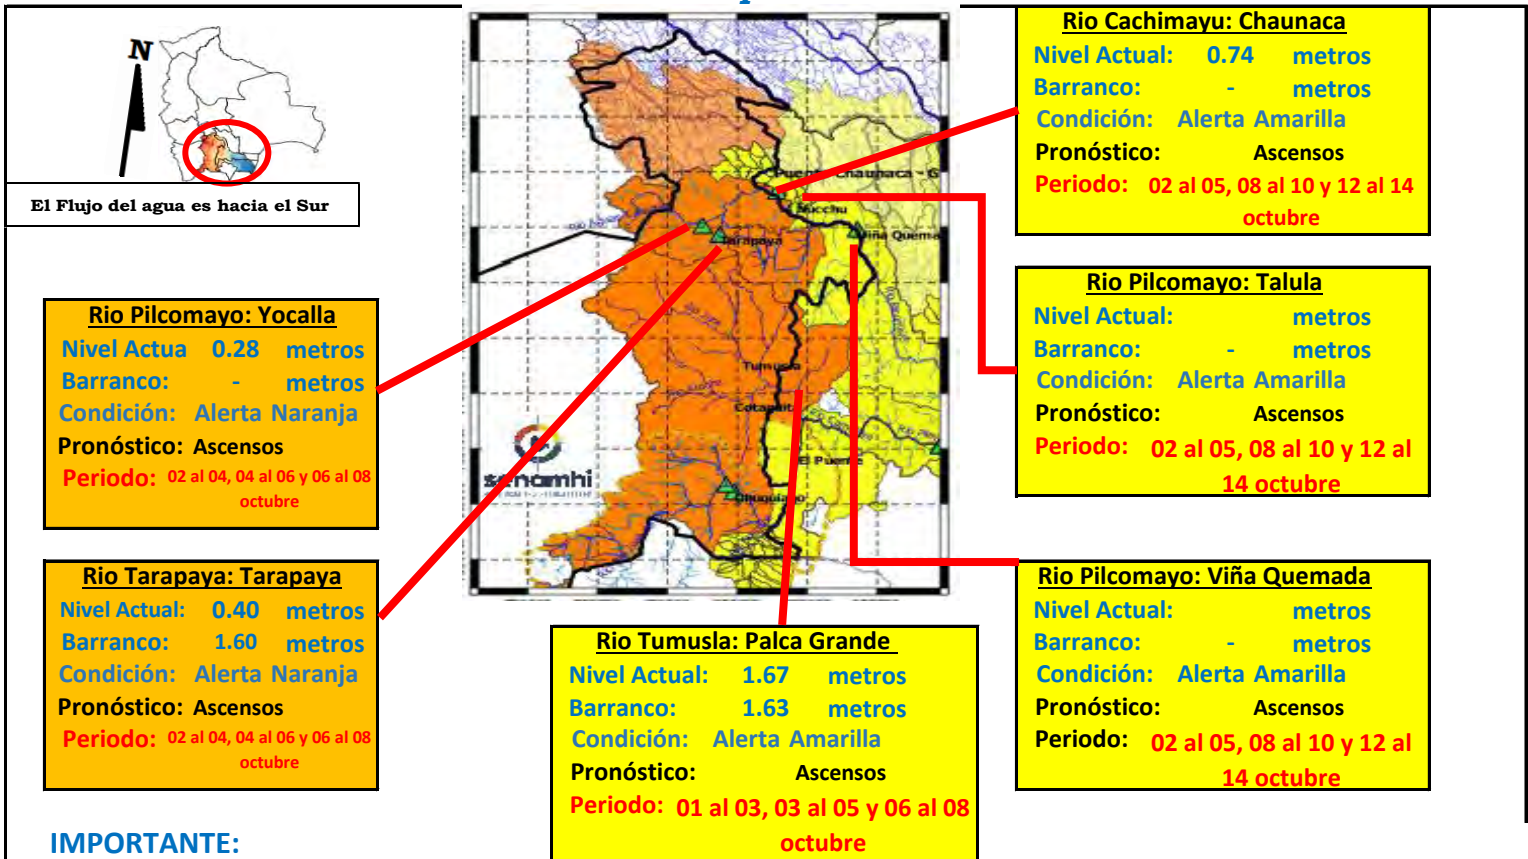 N
El Flujo del agua es hacia el Sur
Rio Pilcomayo: Yocalla
Nivel Actua 0.28 metros
Barranco: - metros
Condición: Alerta Naranja
Pronóstico: Ascensos
Periodo: 02 al 04, 04 al 06 y 06 al 08
octubre
Rio Tarapaya: Tarapaya
Nivel Actual: 0.40 metros
Barranco: 1.60 metros
Condición: Alerta Naranja
Pronóstico: Ascensos
Periodo: 02 al 04, 04 al 06 y 06 al 08
octubre
IMPORTANTE:
Puente Chaunaca - G
Tarapaya
Viña Quema
Tumusla
Cotagaita
El Puente
Chuquiago
senamhi
Rio Tumusla: Palca Grande
Nivel Actual: 1.67 metros
Barranco: 1.63 metros
Condición: Alerta Amarilla
Pronóstico: Ascensos
Periodo: 01 al 03, 03 al 05 y 06 al 08
octubre
Rio Cachimayu: Chaunaca
Nivel Actual: 0.74 metros
Barranco: - metros
Condición: Alerta Amarilla
Pronóstico: Ascensos
Periodo: 02 al 05, 08 al 10 y 12 al 14
octubre
Rio Pilcomayo: Talula
Nivel Actual: metros
Barranco: - metros
Condición: Alerta Amarilla
Pronóstico: Ascensos
Periodo: 02 al 05, 08 al 10 y 12 al
14 octubre
Rio Pilcomayo: Viña Quemada
Nivel Actual: metros
Barranco: - metros
Condición: Alerta Amarilla
Pronóstico: Ascensos
Periodo: 02 al 05, 08 al 10 y 12 al
14 octubre